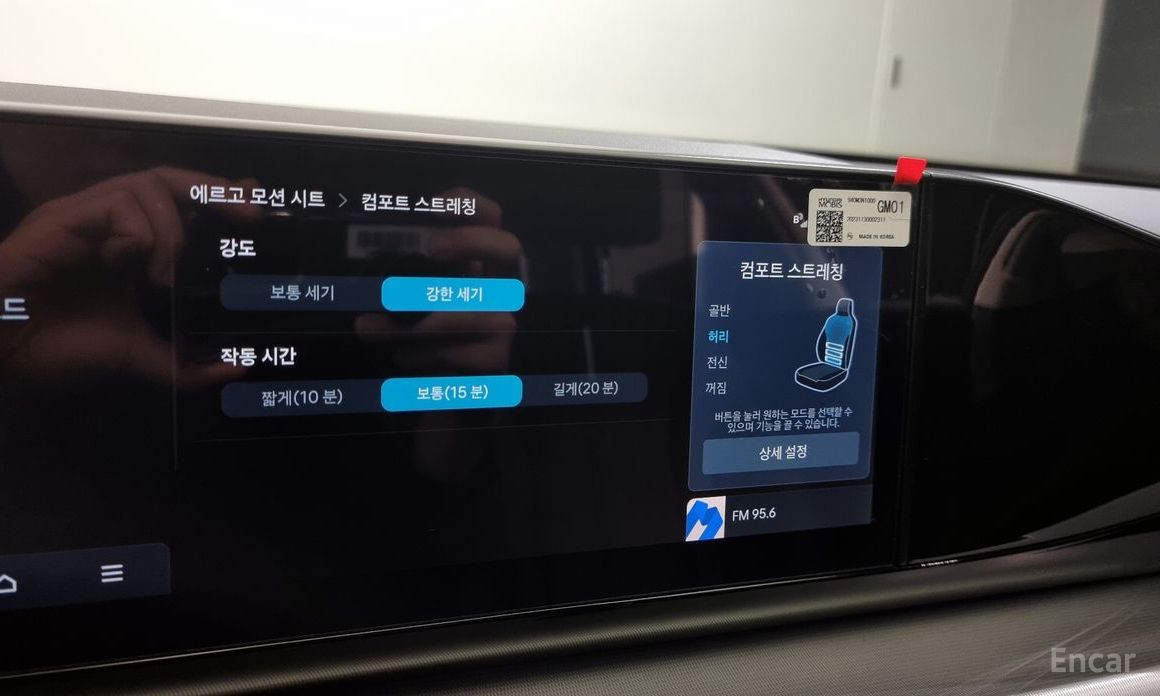 에르고 모션 시트 > 컴포트 스트레칭
강도
보통 세기
강한 세기
드
작동 시간
짧게(10 분)
보통(15 분)
길게(20 분)
HYUNDAI MOBIS
GM01
MADE IN KOREA
컴포트 스트레칭
골반
허리
전신
꺼짐
버튼을 눌러 원하는 모드를 선택할 수
있으며 기능을 끌 수 있습니다.
상세 설정
FM 95.6
Encar